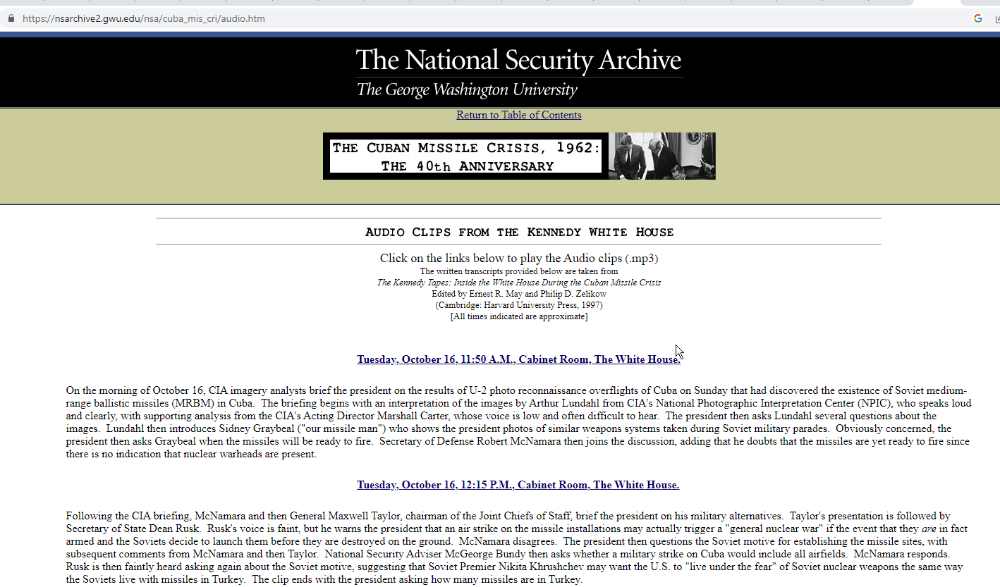 https://nsarchive2.gwu.edu/nsa/cuba_mis_cri/audio.htm
The National Security Archive
The George Washington University
Return to Table of Contents
THE CUBAN MISSILE CRISIS, 1962:
THE 40th ANNIVERSARY
AUDIO CLIPS FROM THE KENNEDY WHITE HOUSE
Click on the links below to play the Audio clips (.mp3)
The written transcripts provided below are taken from
The Kennedy Tapes: Inside the White House During the Cuban Missile Crisis
Edited by Ernest R. May and Philip D. Zelikow
(Cambridge: Harvard University Press, 1997)
[All times indicated are approximate]
Tuesday, October 16, 11:50 A.M., Cabinet Room, The White House.
On the morning of October 16, CIA imagery analysts brief the president on the results of U-2 photo reconnaissance overflights of Cuba on Sunday that had discovered the existence of Soviet medium-
range ballistic missiles (MRBM) in Cuba.  The briefing begins with an interpretation of the images by Arthur Lundahl from CIA's National Photographic Interpretation Center (NPIC), who speaks loud
and clearly, with supporting analysis from the CIA's Acting Director Marshall Carter, whose voice is low and often difficult to hear.  The president then asks Lundahl several questions about the
images.  Lundahl then introduces Sidney Graybeal ("our missile man") who shows the president photos of similar weapons systems taken during Soviet military parades.  Obviously concerned, the
president then asks Graybeal when the missiles will be ready to fire.  Secretary of Defense Robert McNamara then joins the discussion, adding that he doubts that the missiles are yet ready to fire since
there is no indication that nuclear warheads are present.
Tuesday, October 16, 12:15 P.M., Cabinet Room, The White House.
Following the CIA briefing, McNamara and then General Maxwell Taylor, chairman of the Joint Chiefs of Staff, brief the president on his military alternatives.  Taylor's presentation is followed by
Secretary of State Dean Rusk.  Rusk's voice is faint, but he warns the president that an air strike on the missile installations may actually trigger a "general nuclear war" if the event that they are in fact
armed and the Soviets decide to launch them before they are destroyed on the ground.  McNamara disagrees.  The president then questions the Soviet motive for establishing the missile sites, with
subsequent comments from McNamara and then Taylor.  National Security Adviser McGeorge Bundy then asks whether a military strike on Cuba would include all airfields.  McNamara responds.
Rusk is then faintly heard asking again about the Soviet motive, suggesting that Soviet Premier Nikita Khrushchev may want the U.S. to "live under the fear" of Soviet nuclear weapons the same way
the Soviets live with missiles in Turkey.  The clip ends with the president asking how many missiles are in Turkey.